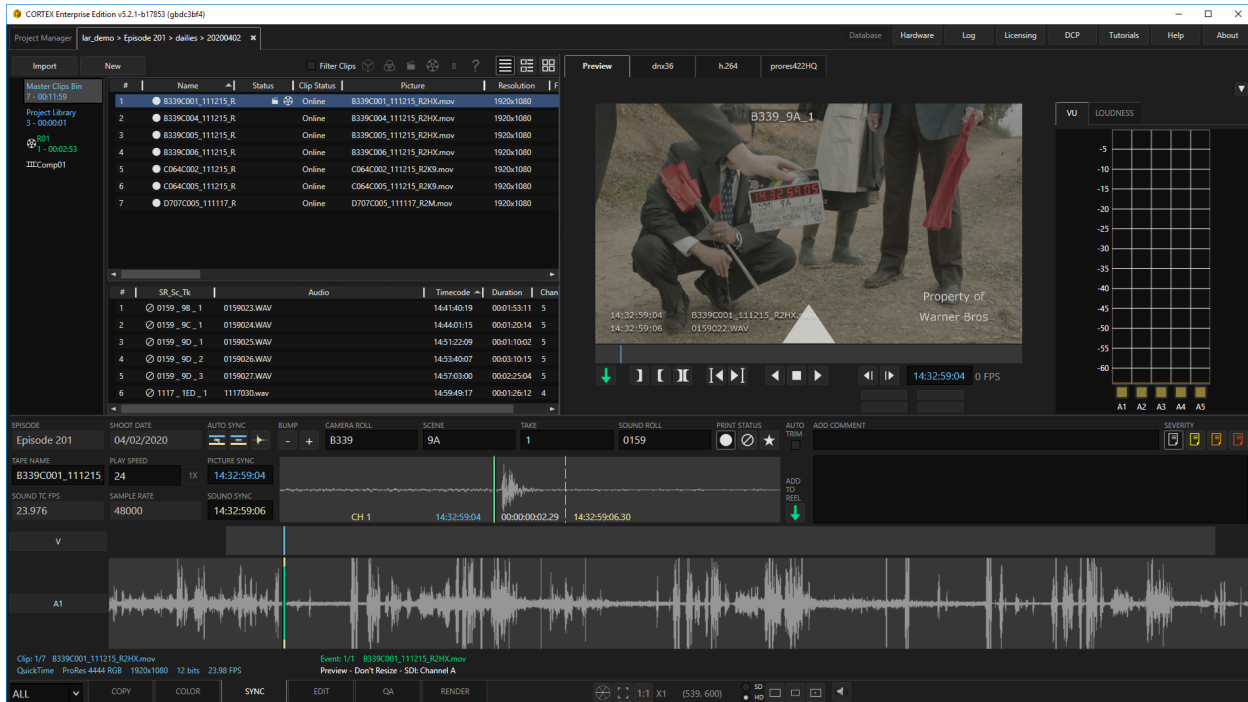 CORTEX Enterprise Edition v5.2.1-b17853 (gbdc3bf4)
Project Manager lar_demo > Episode 201 > dailies > 20200402 ×
Database Hardware Log Licensing DCP Tutorials Help About
Import New Filter Clips 8 ?
Master Clips Bin
7 - 00:11:59
Project Library
3 - 00:00:01
R01
1 - 00:02:53
Comp01
# Name Status Clip Status Picture Resolution F
1 B339C001_111215_R Online B339C001_111215_R2HX.mov 1920x1080
2 B339C004_111215_R Online B339C004_111215_R2HX.mov 1920x1080
3 B339C005_111215_R Online B339C005_111215_R2HX.mov 1920x1080
4 B339C006_111215_R Online B339C006_111215_R2HX.mov 1920x1080
5 C064C002_111215_R Online C064C002_111215_R2K9.mov 1920x1080
6 C064C005_111215_R Online C064C005_111215_R2K9.mov 1920x1080
7 D707C005_111117_R Online D707C005_111117_R2M.mov 1920x1080
# SR_Sc_Tk Audio Timecode Duration Chan
1 0159 _ 9B _ 1 0159023.WAV 14:41:40:19 00:01:53:11 5
2 0159 _ 9C _ 1 0159024.WAV 14:44:01:15 00:01:20:14 5
3 0159 _ 9D _ 1 0159025.WAV 14:51:22:09 00:01:10:02 5
4 0159 _ 9D _ 2 0159026.WAV 14:53:40:07 00:03:10:15 5
5 0159 _ 9D _ 3 0159027.WAV 14:57:03:00 00:02:25:04 5
6 1117 _ 1ED _ 1 1117030.wav 14:59:49:17 00:01:26:12 4
Preview dnx36 h.264 prores422HQ
B339_9A_1
14:32:59:05
9A
Property of
Warner Bros
14:32:59:04 B339C001_111215_R2HX.mov
14:32:59:06 0159022.WAV
14:32:59:04 0 FPS
VU LOUDNESS
-5
-10
-15
-20
-25
-30
-35
-40
-45
-50
-55
-60
A1 A2 A3 A4 A5
EPISODE SHOOT DATE AUTO SYNC BUMP CAMERA ROLL SCENE TAKE SOUND ROLL PRINT STATUS AUTO TRIM ADD COMMENT SEVERITY
Episode 201 04/02/2020 - + B339 9A 1 0159
TAPE NAME PLAY SPEED PICTURE SYNC
B339C001_111215 24 1X 14:32:59:04
SOUND TC FPS SAMPLE RATE SOUND SYNC
23.976 48000 14:32:59:06
CH 1 14:32:59:04 00:00:00:02.29 14:32:59:06.30
ADD
TO
REEL
V
A1
Clip: 1/7 B339C001_111215_R2HX.mov
QuickTime ProRes 4444 RGB 1920x1080 12 bits 23.98 FPS
Event: 1/1 B339C001_111215_R2HX.mov
Preview - Don't Resize - SDI: Channel A
ALL COPY COLOR SYNC EDIT QA RENDER 1:1 X1 (539, 600) SD
HD